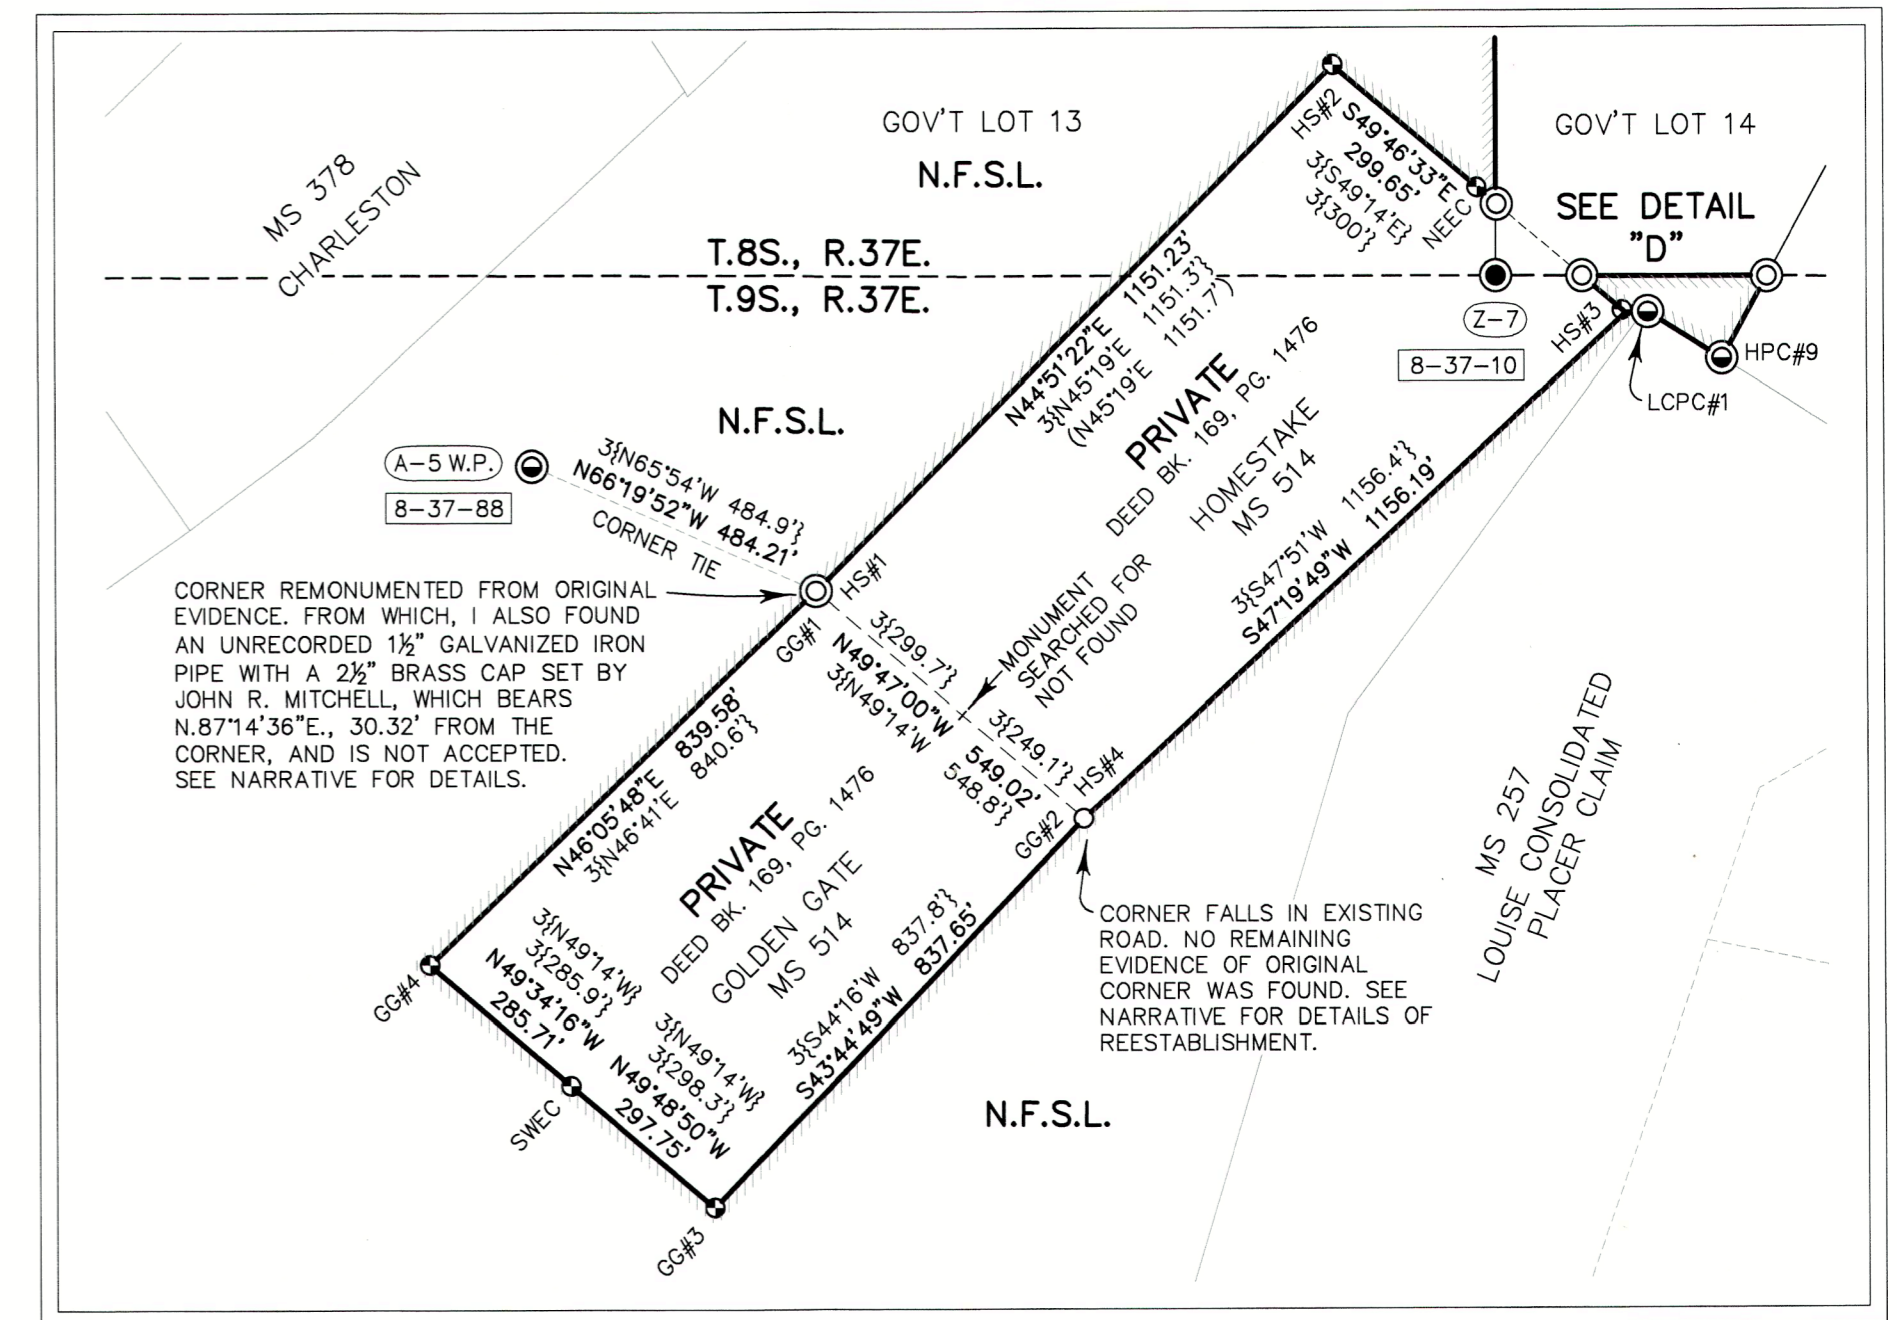 GOV'T LOT 13
N.F.S.L.
GOV'T LOT 14
SEE DETAIL
"D"
MS 378
CHARLESTON
T.8S., R.37E.
T.9S., R.37E.
HS#2
S49°46'33"E
299.65'
3{S49°14'E}
3{300'}
NEEC
Z-7
8-37-10
HS#3
HPC#9
LCPC#1
N.F.S.L.
N44°51'22"E 1151.23'
3{N45°19'E 1151.3'}
(N45°19'E 1151.7')
PRIVATE
DEED BK. 169, PG. 1476
HOMESTAKE
MS 514
3{S47°51'W 1156.4'}
S47°19'49"W 1156.19'
A-5 W.P.
8-37-88
3{N65°54'W 484.9'}
N66°19'52"W 484.21'
CORNER TIE
HS#1
GG#1
CORNER REMONUMENTED FROM ORIGINAL
EVIDENCE. FROM WHICH, I ALSO FOUND
AN UNRECORDED 1½" GALVANIZED IRON
PIPE WITH A 2½" BRASS CAP SET BY
JOHN R. MITCHELL, WHICH BEARS
N.87°14'36"E., 30.32' FROM THE
CORNER, AND IS NOT ACCEPTED.
SEE NARRATIVE FOR DETAILS.
MONUMENT
SEARCHED FOR
NOT FOUND
3{299.7'}
3{249.1'}
N49°47'00"W 549.02'
3{N49°14'W 548.8'}
HS#4
GG#2
N46°05'48"E 839.58'
3{N46°41'E 840.6'}
PRIVATE
DEED BK. 169, PG. 1476
GOLDEN GATE
MS 514
3{S44°16'W 837.8'}
S43°44'49"W 837.65'
GG#4
3{N49°14'W}
3{285.9'}
N49°34'16"W
285.71'
3{N49°14'W}
3{298.3'}
N49°48'50"W
297.75'
SWEC
GG#3
CORNER FALLS IN EXISTING
ROAD. NO REMAINING
EVIDENCE OF ORIGINAL
CORNER WAS FOUND. SEE
NARRATIVE FOR DETAILS OF
REESTABLISHMENT.
N.F.S.L.
MS 257
LOUISE CONSOLIDATED
PLACER CLAIM